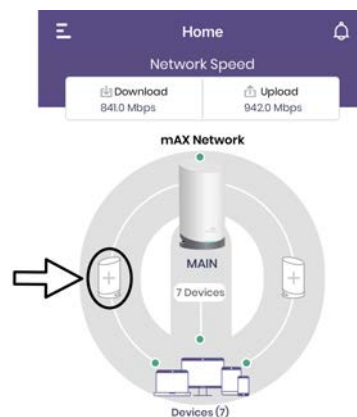 Home
Network Speed
Download Upload
841.0 Mbps 942.0 Mbps
mAX Network
MAIN
7 Devices
Devices (7)